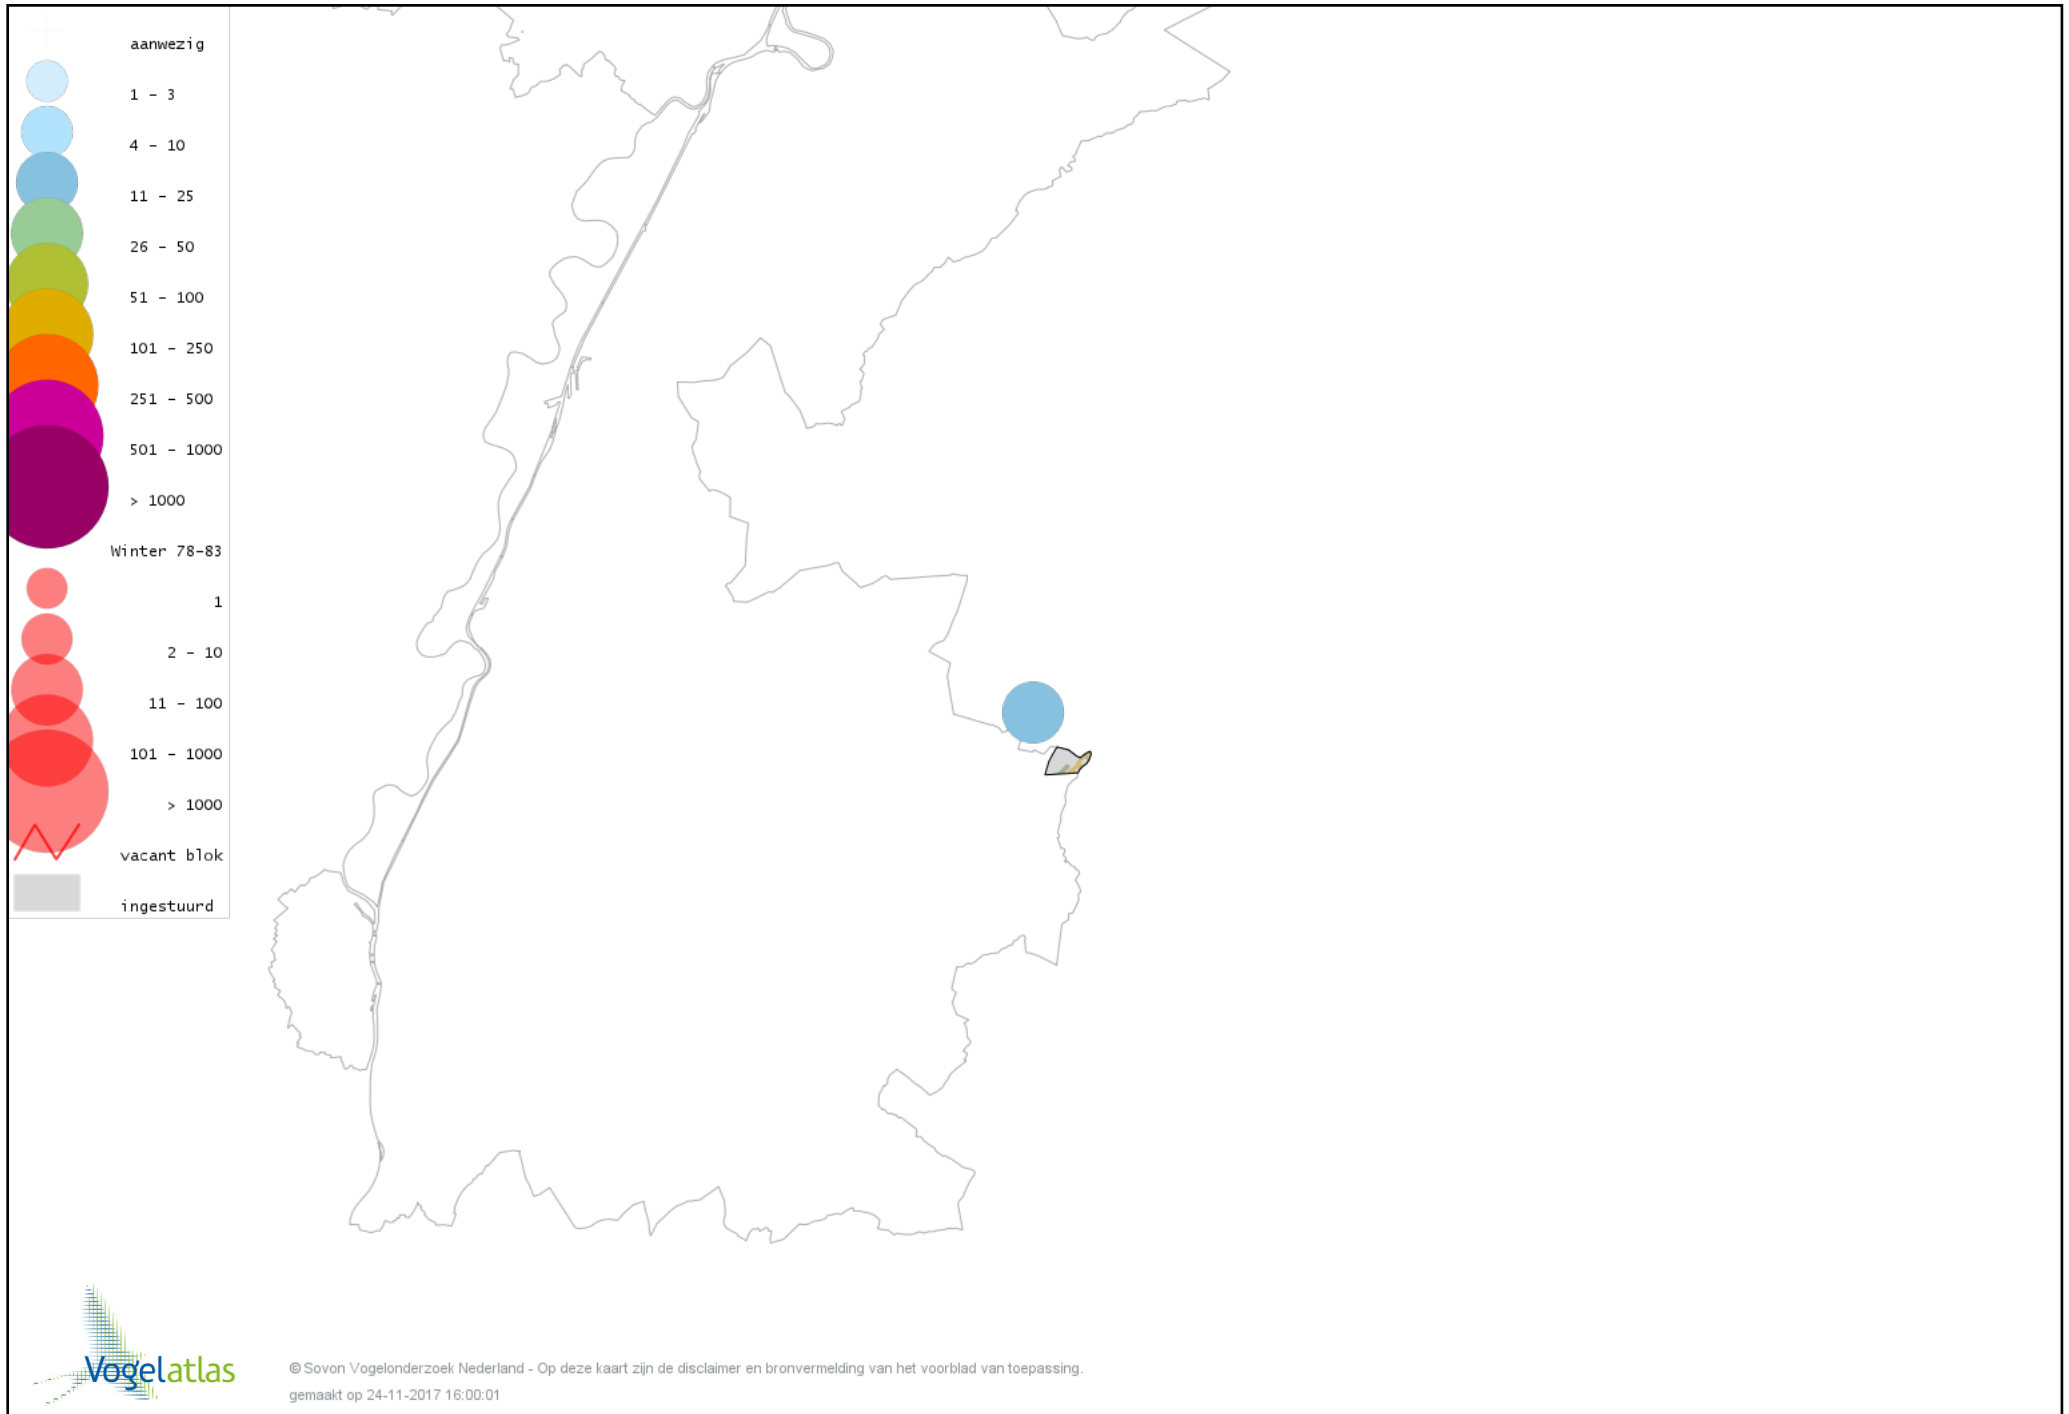 aanwezig
1 - 3
4 - 10
11 - 25
26 - 50
51 - 100
101 - 250
251 - 500
501 - 1000
> 1000
Winter 78-83
1
2 - 10
11 - 100
101 - 1000
> 1000
vacant blok
ingestuurd
Vogelatlas
© Sovon Vogelonderzoek Nederland - Op deze kaart zijn de disclaimer en bronvermelding van het voorblad van toepassing.
gemaakt op 24-11-2017 16:00:01